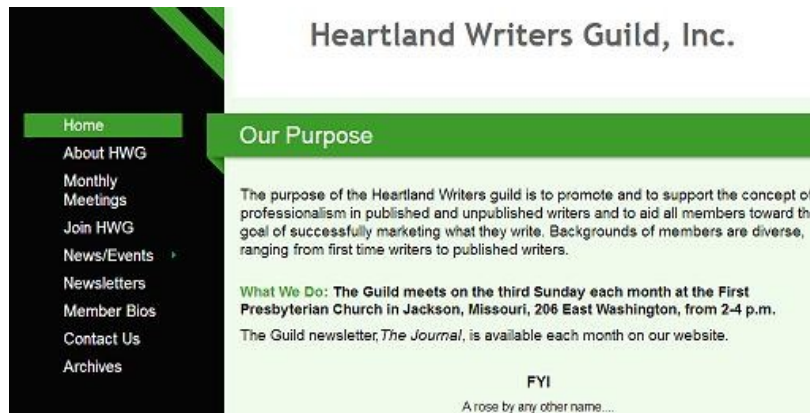 Heartland Writers Guild, Inc.
Home
About HWG
Monthly
Meetings
Join HWG
News/Events
Newsletters
Member Bios
Contact Us
Archives
Our Purpose
The purpose of the Heartland Writers guild is to promote and to support the concept of
professionalism in published and unpublished writers and to aid all members toward th
goal of successfully marketing what they write. Backgrounds of members are diverse,
ranging from first time writers to published writers.
What We Do: The Guild meets on the third Sunday each month at the First
Presbyterian Church in Jackson, Missouri, 206 East Washington, from 2-4 p.m.
The Guild newsletter, The Journal, is available each month on our website.
FYI
A rose by any other name....